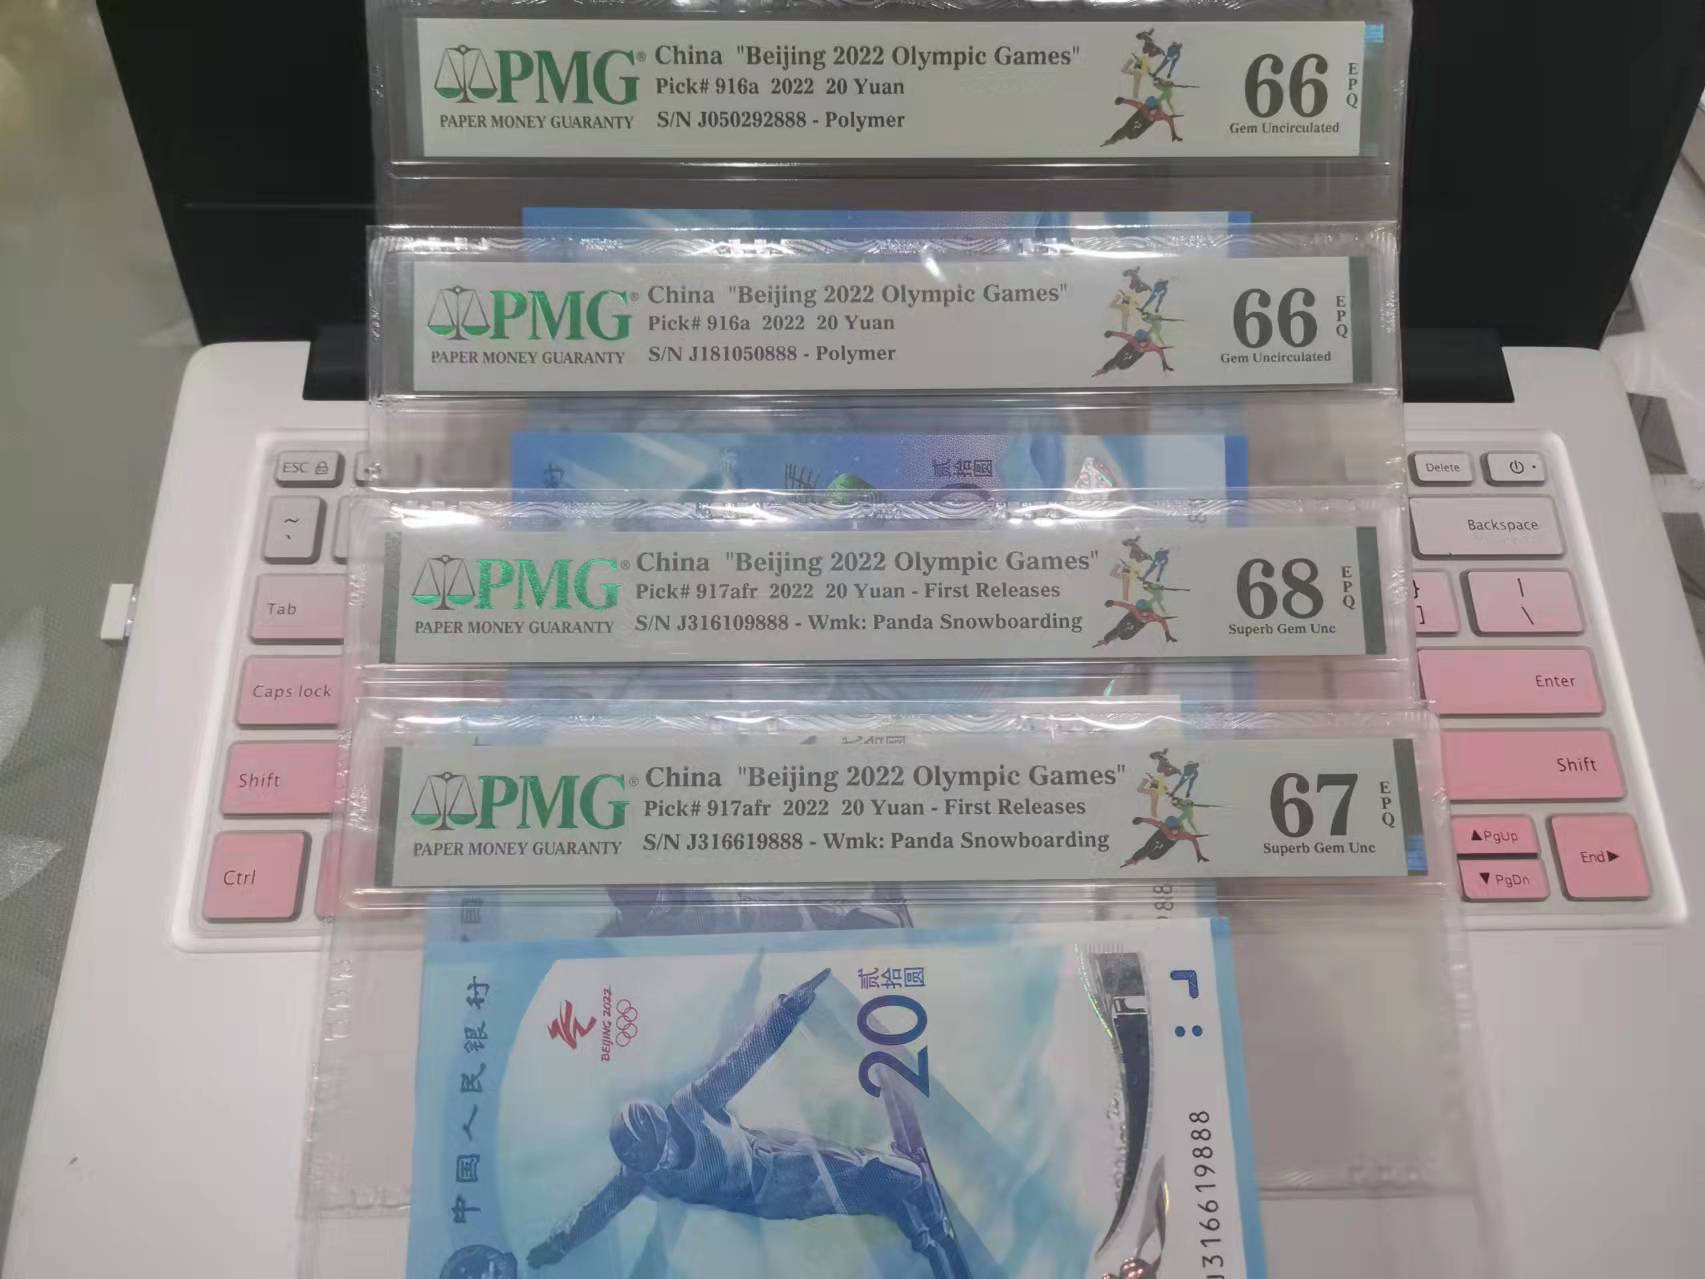 PMG®
PAPER MONEY GUARANTY
China "Beijing 2022 Olympic Games"
Pick# 916a 2022 20 Yuan
S/N J050292888 - Polymer
66
EPQ
Gem Uncirculated
PMG®
PAPER MONEY GUARANTY
China "Beijing 2022 Olympic Games"
Pick# 916a 2022 20 Yuan
S/N J181050888 - Polymer
66
EPQ
Gem Uncirculated
贰拾圆
PMG®
PAPER MONEY GUARANTY
China "Beijing 2022 Olympic Games"
Pick# 917afr 2022 20 Yuan - First Releases
S/N J316109888 - Wmk: Panda Snowboarding
68
EPQ
Superb Gem Unc
PMG®
PAPER MONEY GUARANTY
China "Beijing 2022 Olympic Games"
Pick# 917afr 2022 20 Yuan - First Releases
S/N J316619888 - Wmk: Panda Snowboarding
67
EPQ
Superb Gem Unc
中国人民银行
BEIJING 2022
贰拾圆
20
J316619888
ESC
~
`
Tab
Caps lock
Shift
Ctrl
Delete
Backspace
}
]
|
\
Enter
Shift
▲PgUp
▼PgDn
End▶